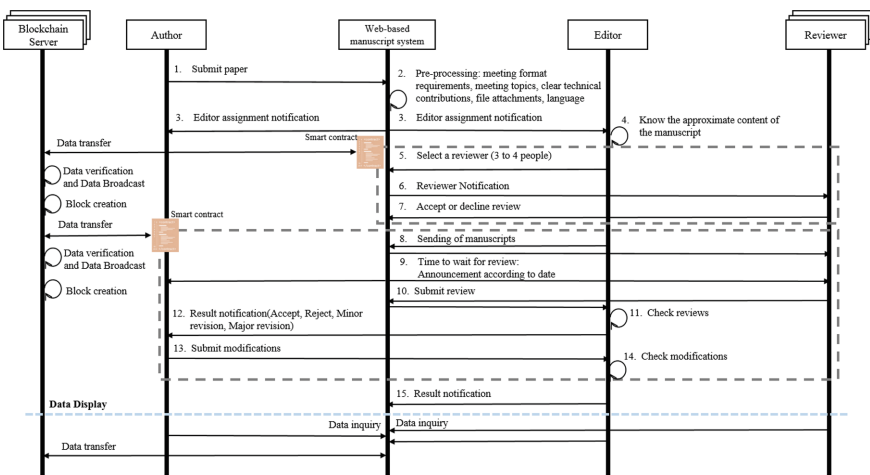 Blockchain
Server
Author
Web-based
manuscript system
Editor
Reviewer
1. Submit paper
2. Pre-processing: meeting format
requirements, meeting topics, clear technical
contributions, file attachments, language
3. Editor assignment notification
3. Editor assignment notification
4. Know the approximate content of
the manuscript
Smart contract
Data transfer
5. Select a reviewer (3 to 4 people)
Data verification
and Data Broadcast
6. Reviewer Notification
Block creation
7. Accept or decline review
Smart contract
Data transfer
8. Sending of manuscripts
Data verification
and Data Broadcast
9. Time to wait for review:
Announcement according to date
Block creation
10. Submit review
12. Result notification(Accept, Reject, Minor
revision, Major revision)
11. Check reviews
13. Submit modifications
14. Check modifications
15. Result notification
Data Display
Data inquiry
Data inquiry
Data transfer